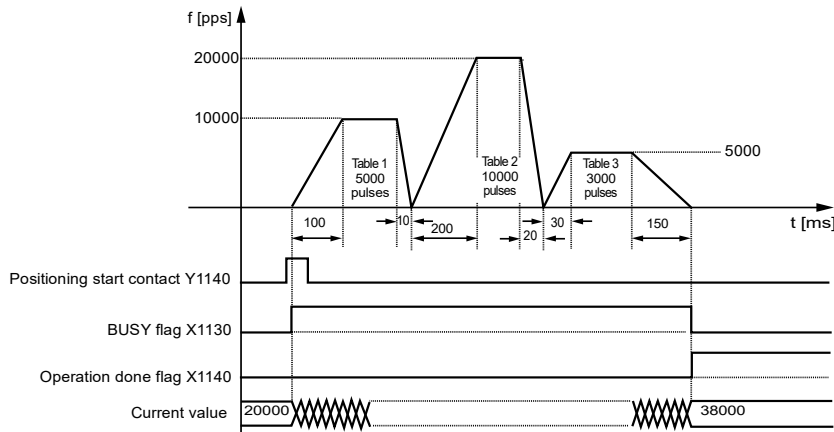 f [pps]
20000
10000
5000
Table 1
5000
pulses
Table 2
10000
pulses
Table 3
3000
pulses
t [ms]
100
10
200
20
30
150
Positioning start contact Y1140
BUSY flag X1130
Operation done flag X1140
Current value
20000
38000